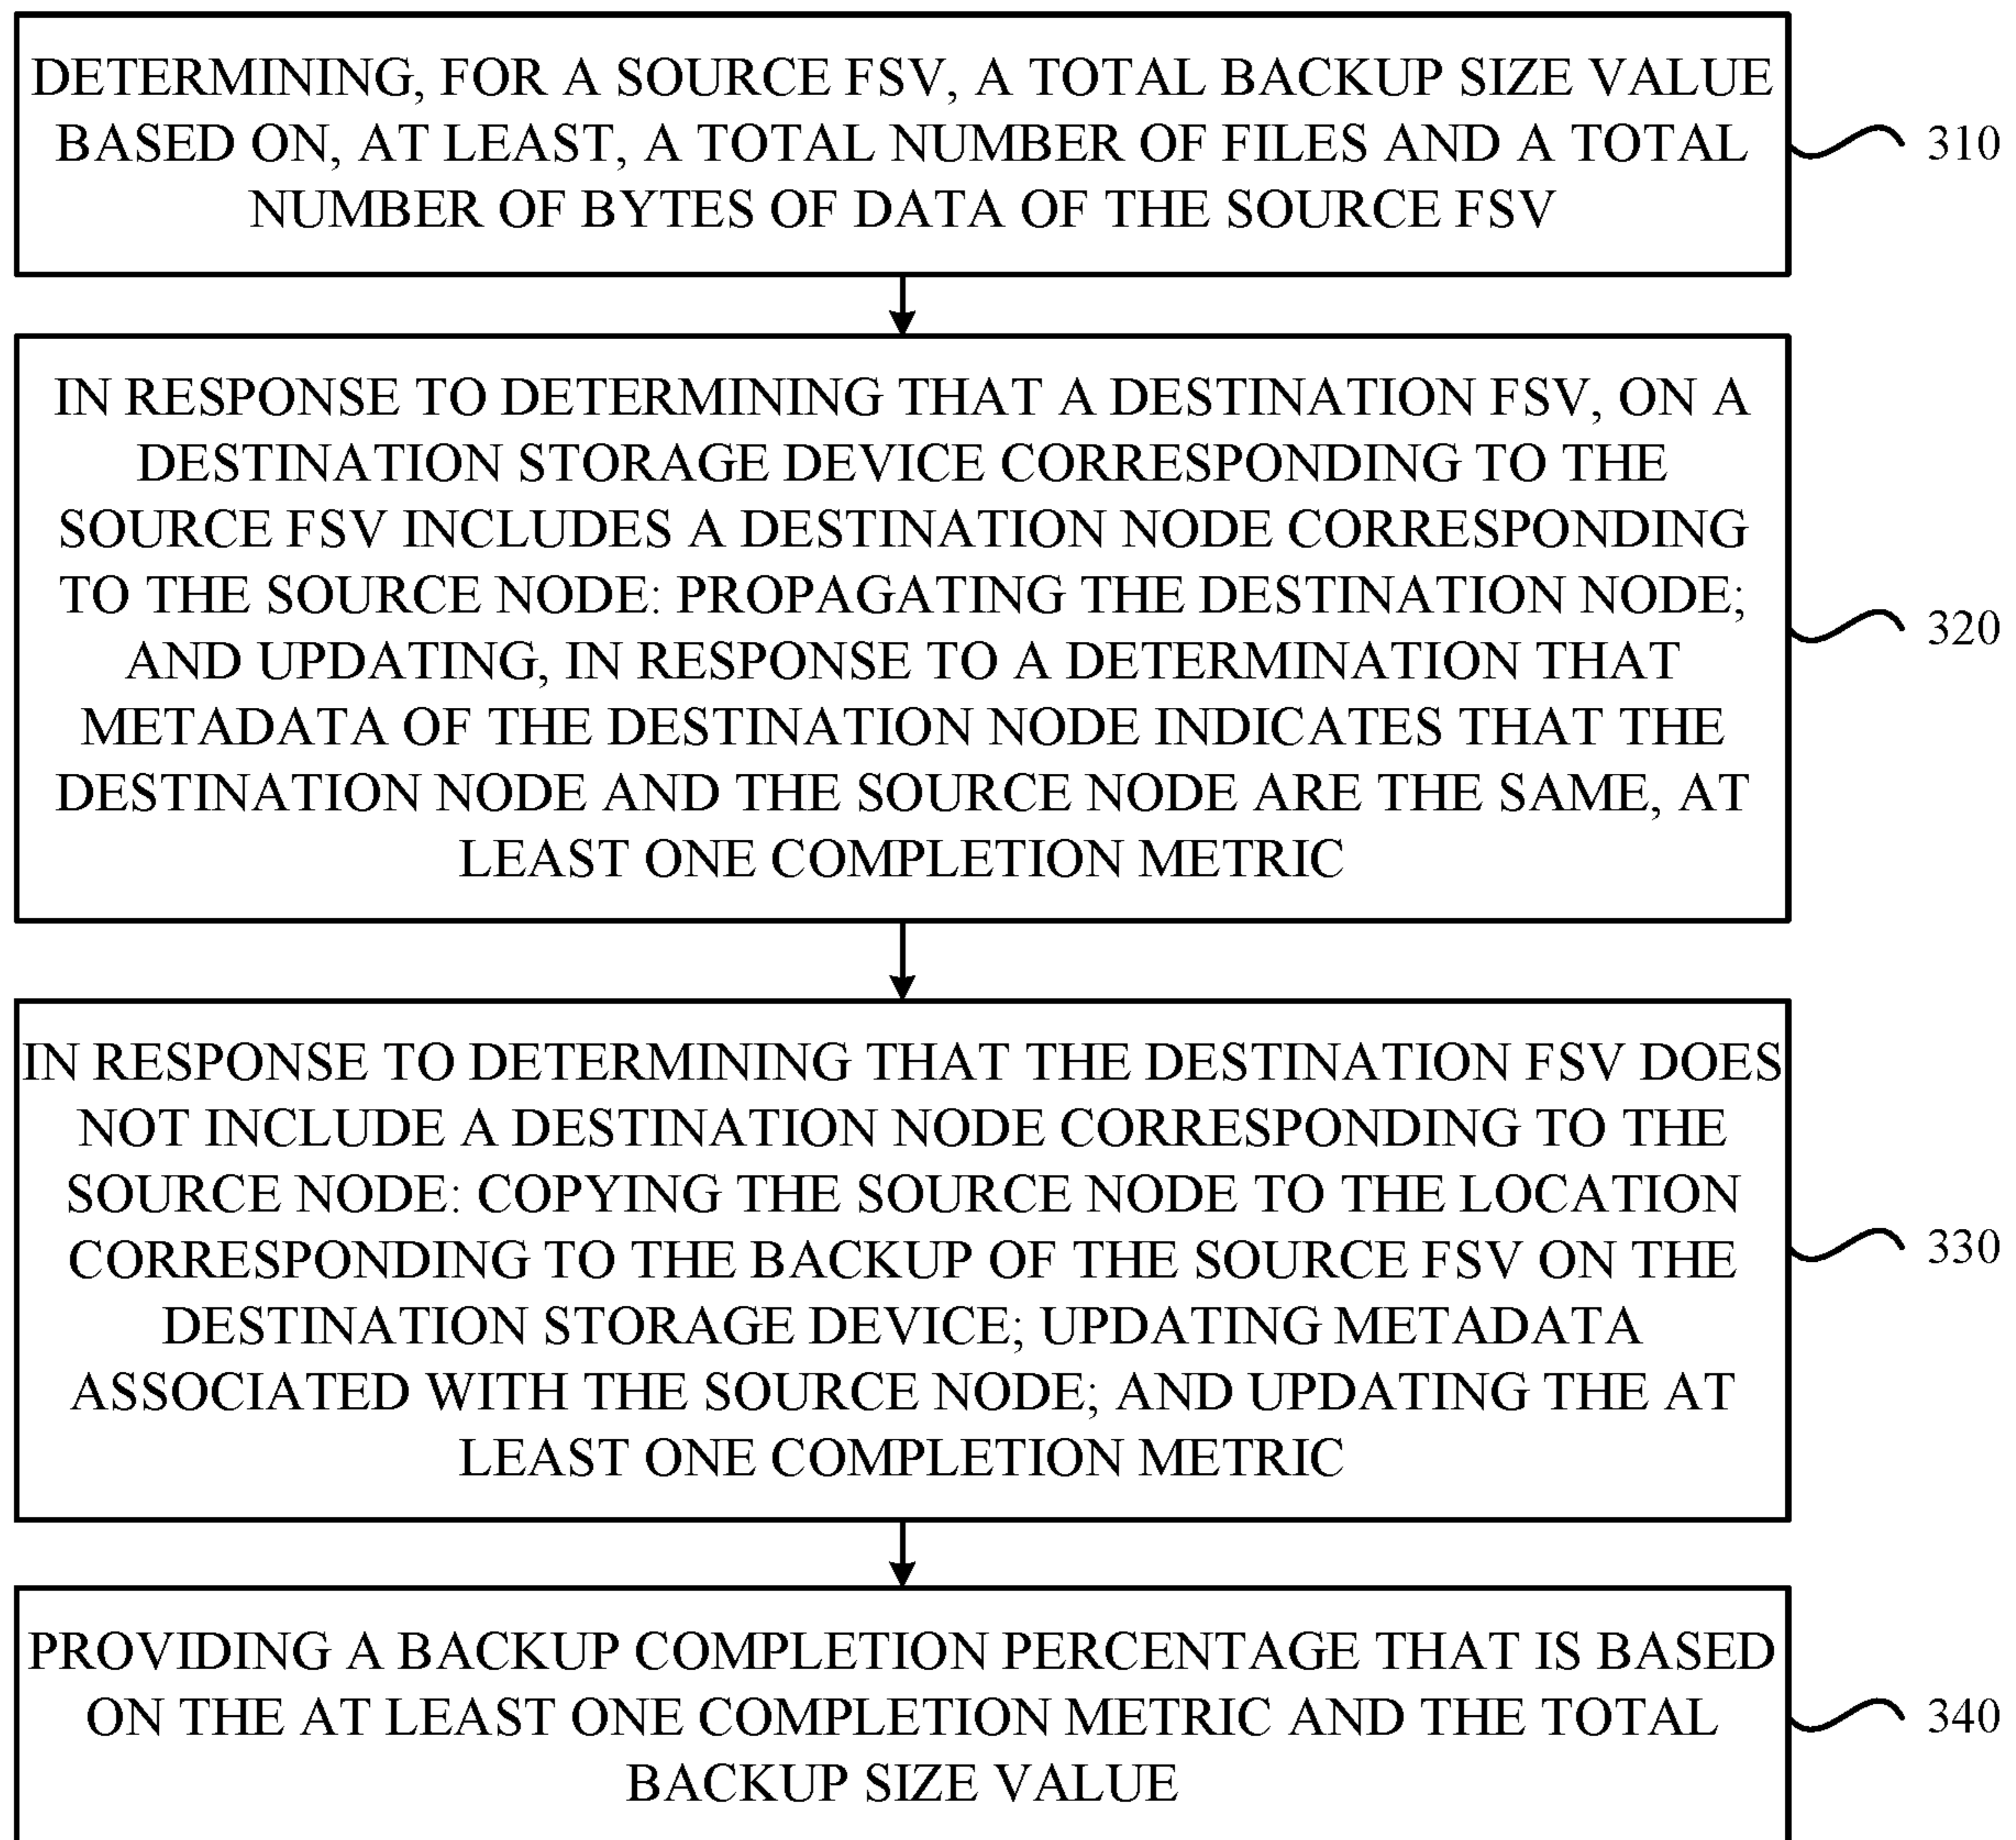 DETERMINING, FOR A SOURCE FSV, A TOTAL BACKUP SIZE VALUE
BASED ON, AT LEAST, A TOTAL NUMBER OF FILES AND A TOTAL
NUMBER OF BYTES OF DATA OF THE SOURCE FSV
310
IN RESPONSE TO DETERMINING THAT A DESTINATION FSV, ON A
DESTINATION STORAGE DEVICE CORRESPONDING TO THE
SOURCE FSV INCLUDES A DESTINATION NODE CORRESPONDING
TO THE SOURCE NODE: PROPAGATING THE DESTINATION NODE;
AND UPDATING, IN RESPONSE TO A DETERMINATION THAT
METADATA OF THE DESTINATION NODE INDICATES THAT THE
DESTINATION NODE AND THE SOURCE NODE ARE THE SAME, AT
LEAST ONE COMPLETION METRIC
320
IN RESPONSE TO DETERMINING THAT THE DESTINATION FSV DOES
NOT INCLUDE A DESTINATION NODE CORRESPONDING TO THE
SOURCE NODE: COPYING THE SOURCE NODE TO THE LOCATION
CORRESPONDING TO THE BACKUP OF THE SOURCE FSV ON THE
DESTINATION STORAGE DEVICE; UPDATING METADATA
ASSOCIATED WITH THE SOURCE NODE; AND UPDATING THE AT
LEAST ONE COMPLETION METRIC
330
PROVIDING A BACKUP COMPLETION PERCENTAGE THAT IS BASED
ON THE AT LEAST ONE COMPLETION METRIC AND THE TOTAL
BACKUP SIZE VALUE
340